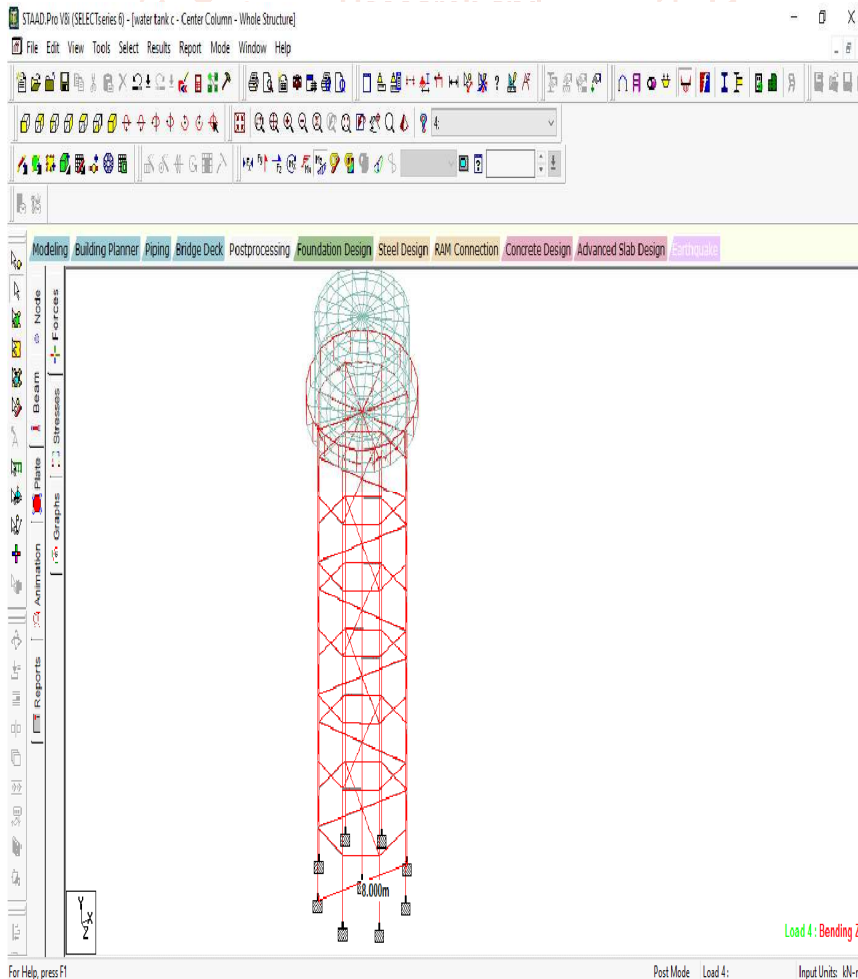 STAAD.Pro V8i (SELECTseries 6) - [water tank c - Center Column - Whole Structure]
File Edit View Tools Select Results Report Mode Window Help
4:
Modeling Building Planner Piping Bridge Deck Postprocessing Foundation Design Steel Design RAM Connection Concrete Design Advanced Slab Design Earthquake
Node
Beam
Plate
Animation
Reports
Forces
Stresses
Graphs
8.000m
Y
X
Z
Load 4 : Bending Z
For Help, press F1
Post Mode Load 4 : Input Units: kN-m